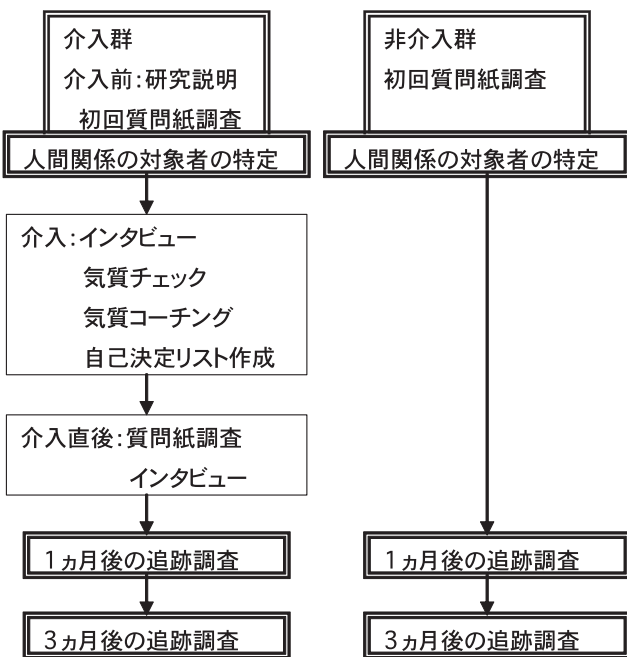 介入群
介入前：研究説明
初回質問紙調査
人間関係の対象者の特定
介入：インタビュー
気質チェック
気質コーチング
自己決定リスト作成
介入直後：質問紙調査
インタビュー
1ヵ月後の追跡調査
3ヵ月後の追跡調査
非介入群
初回質問紙調査
人間関係の対象者の特定
1ヵ月後の追跡調査
3ヵ月後の追跡調査